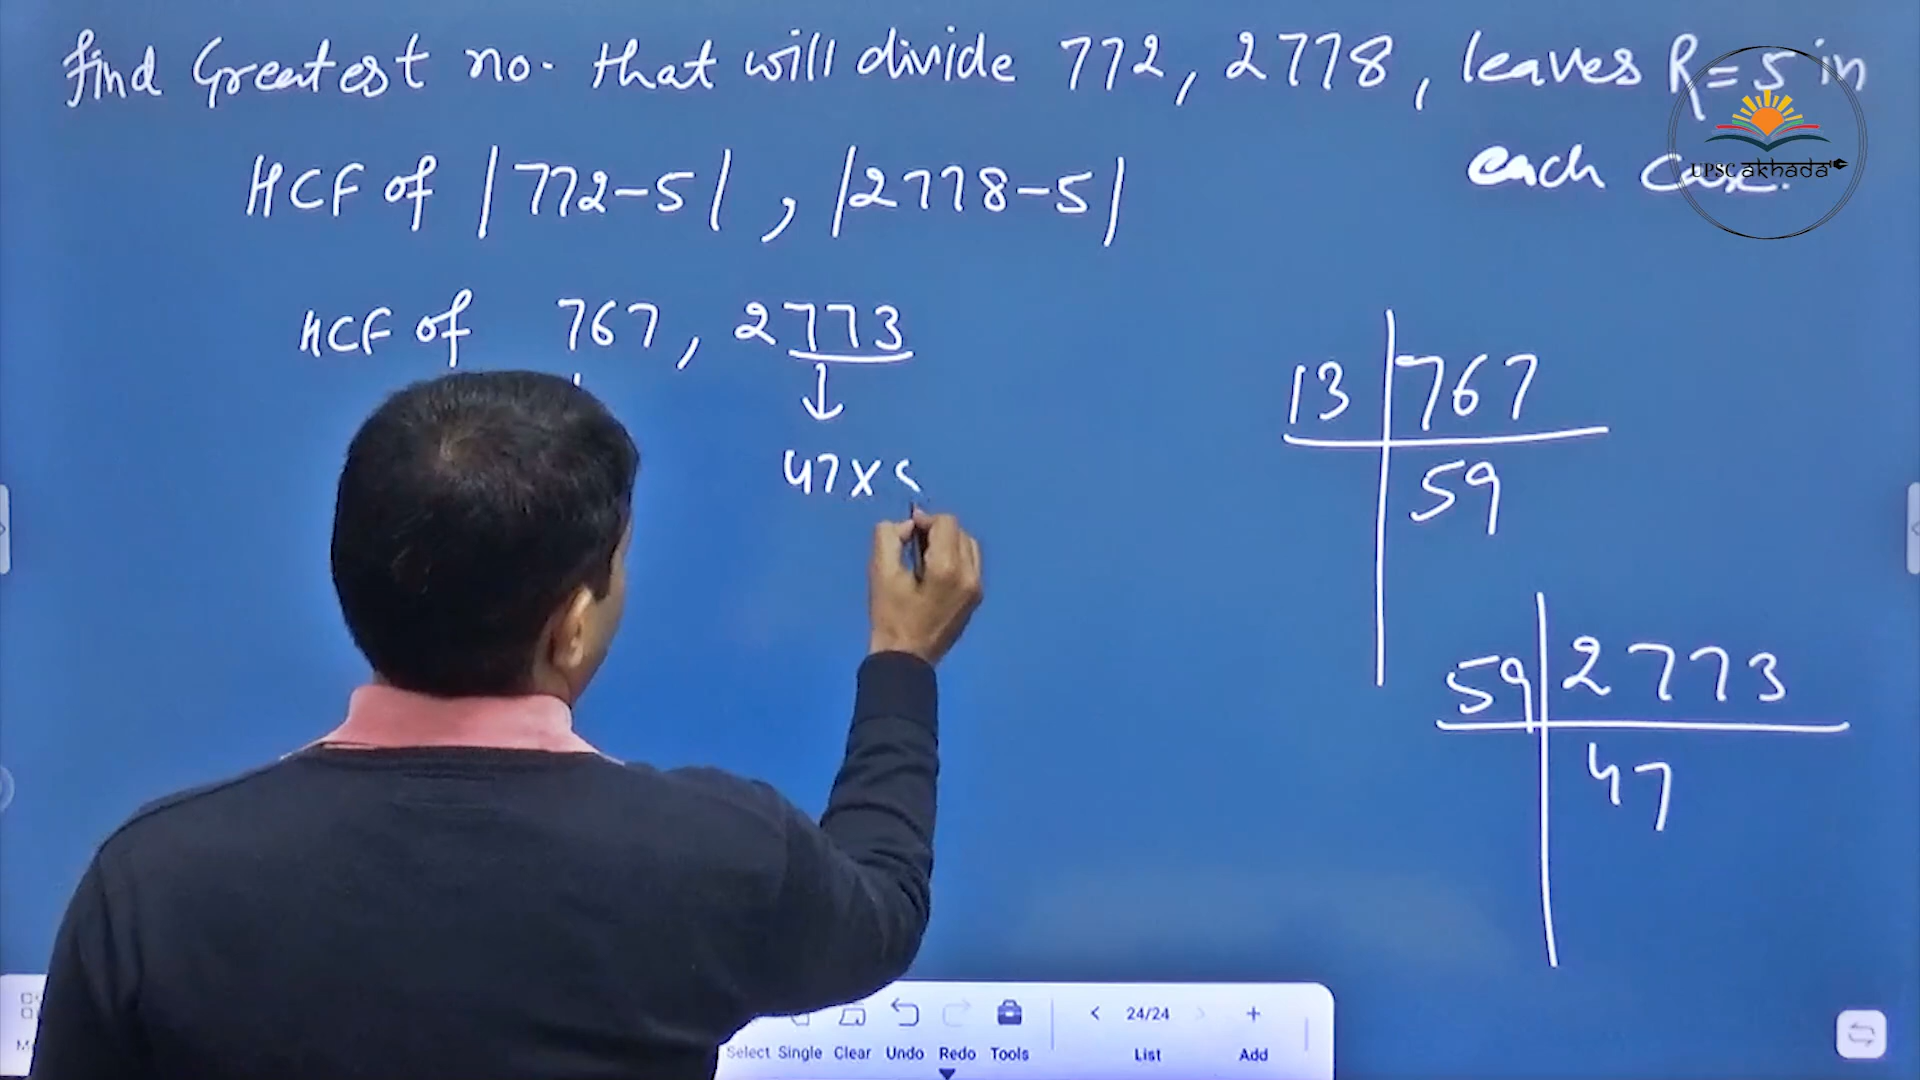 Find Greatest no. that will divide 772, 2778, leaves R=5 in
each case.
UPSC akhada
HCF of |772-5| , |2778-5|
HCF of 767, 2773
↓
47x
13 767
59
59 2773
47
Select Single Clear Undo Redo Tools < 24/24 > +
List Add